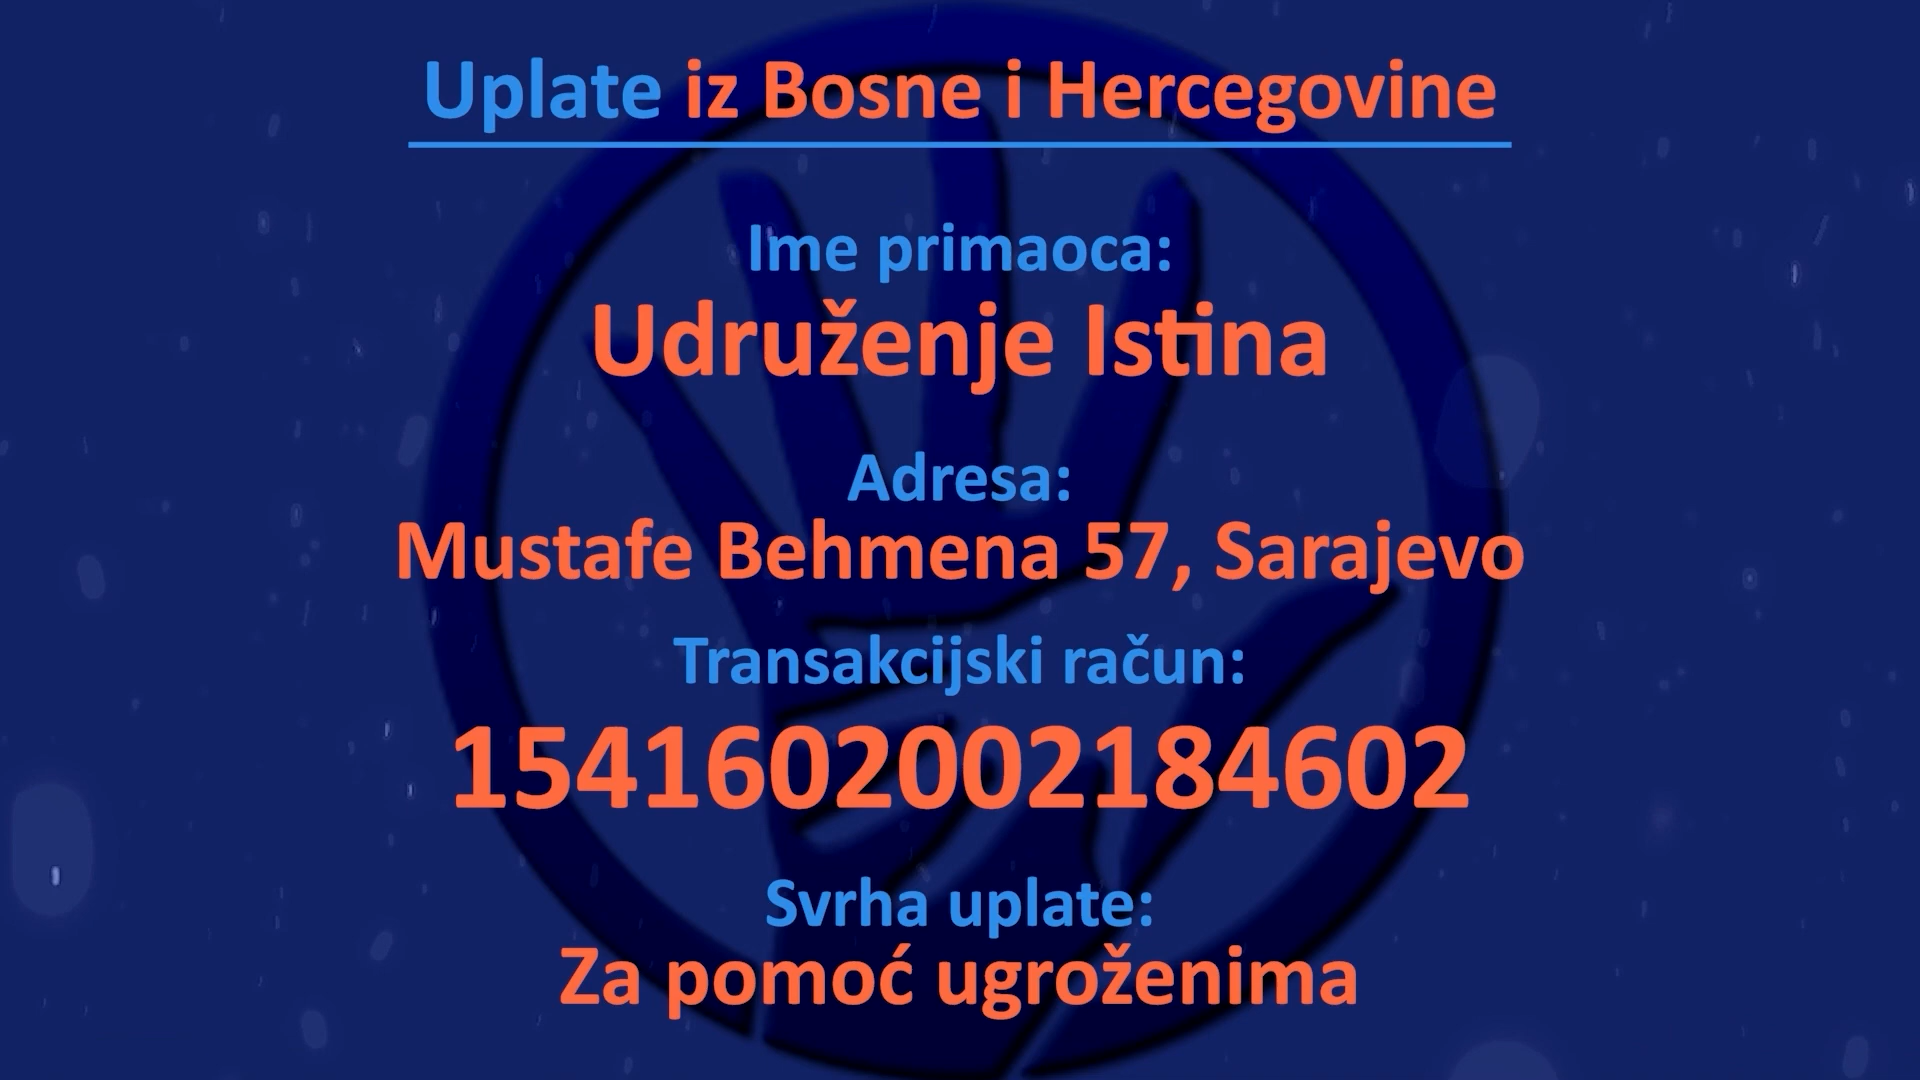 Uplate iz Bosne i Hercegovine
Ime primaoca:
Udruženje Istina
Adresa:
Mustafe Behmena 57, Sarajevo
Transakcijski račun:
1541602002184602
Svrha uplate:
Za pomoć ugroženima